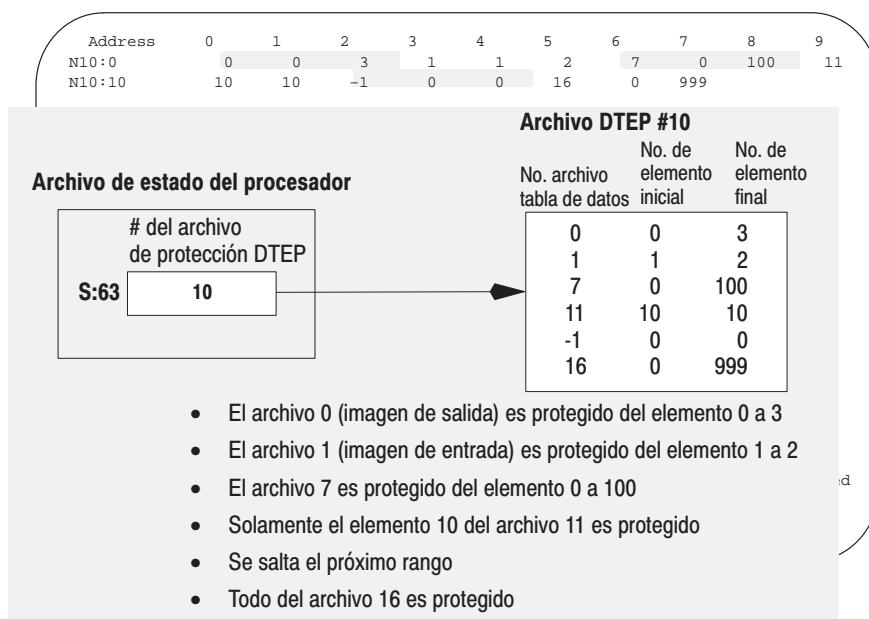 Address 0 1 2 3 4 5 6 7 8 9
N10:0 0 0 3 1 1 2 7 0 100 11
N10:10 10 10 –1 0 0 16 0 999
Archivo DTEP #10
Archivo de estado del procesador
No. archivo
tabla de datos
No. de
elemento
inicial
No. de
elemento
final
# del archivo
de protección DTEP
S:63 10
0 0 3
1 1 2
7 0 100
11 10 10
-1 0 0
16 0 999
• El archivo 0 (imagen de salida) es protegido del elemento 0 a 3
• El archivo 1 (imagen de entrada) es protegido del elemento 1 a 2
• El archivo 7 es protegido del elemento 0 a 100
• Solamente el elemento 10 del archivo 11 es protegido
• Se salta el próximo rango
• Todo del archivo 16 es protegido